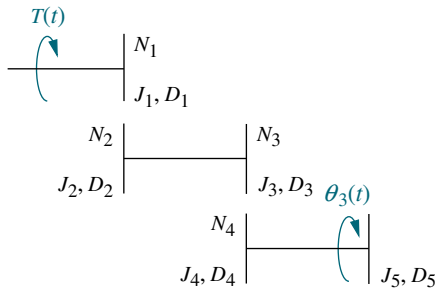 T(t)
N₁
J₁, D₁
N₂
N₃
J₂, D₂
J₃, D₃
θ₃(t)
N₄
J₄, D₄
J₅, D₅